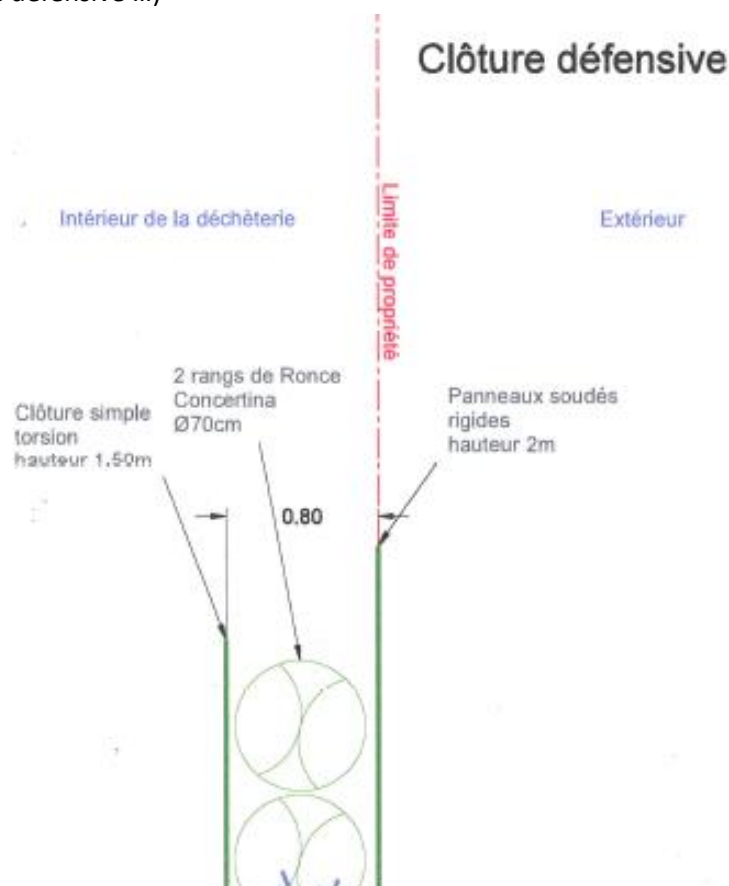 défensive ...)
Clôture défensive
Limite de propriété
Intérieur de la déchèterie
Extérieur
2 rangs de Ronce
Concertina
Ø70cm
Clôture simple
torsion
hauteur 1.50m
Panneaux soudés
rigides
hauteur 2m
0.80